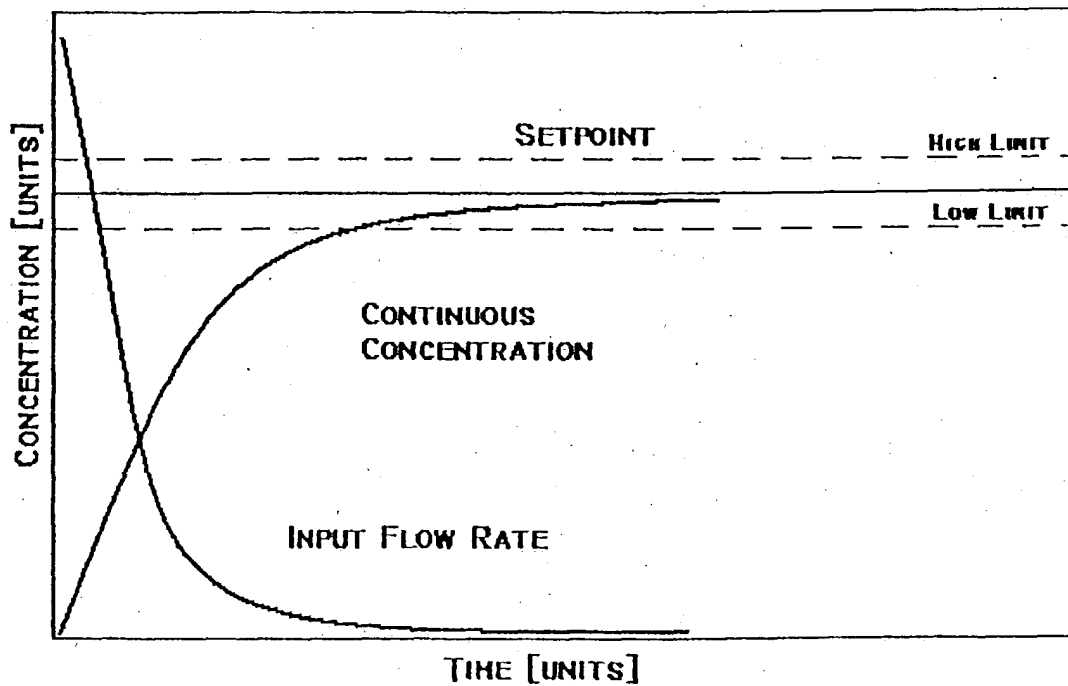 SETPOINT
HIGH LIMIT
LOW LIMIT
CONCENTRATION [UNITS]
CONTINUOUS
CONCENTRATION
INPUT FLOW RATE
TIME [UNITS]